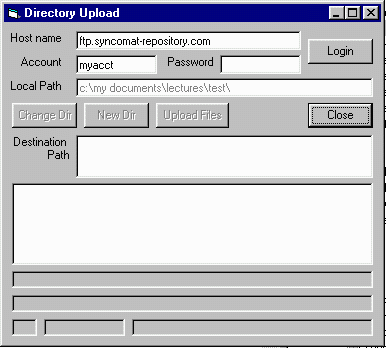 Directory Upload
Host name ftp.syncomat-repository.com
Login
Account myacct Password
Local Path c:\my documents\lectures\test\
Change Dir New Dir Upload Files Close
Destination
Path